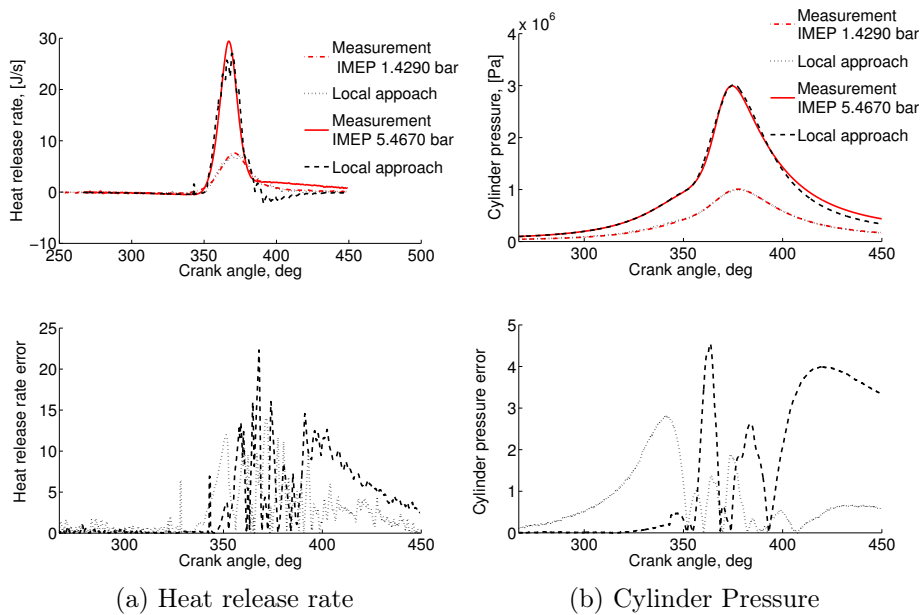 30
20
10
0
−10
250
300
350
400
450
500
Heat release rate, [J/s]
Crank angle, deg
Measurement
IMEP 1.4290 bar
Local appoach
Measurement
IMEP 5.4670 bar
Local approach
x 10^6
5
4
3
2
1
0
300
350
400
450
Cylinder pressure, [Pa]
Crank angle, deg
Measurement
IMEP 1.4290 bar
Local approach
Measurement
IMEP 5.4670 bar
Local approach
25
20
15
10
5
0
300
350
400
450
Heat release rate error
Crank angle, deg
5
4
3
2
1
0
300
350
400
450
Cylinder pressure error
Crank angle, deg
(a) Heat release rate
(b) Cylinder Pressure